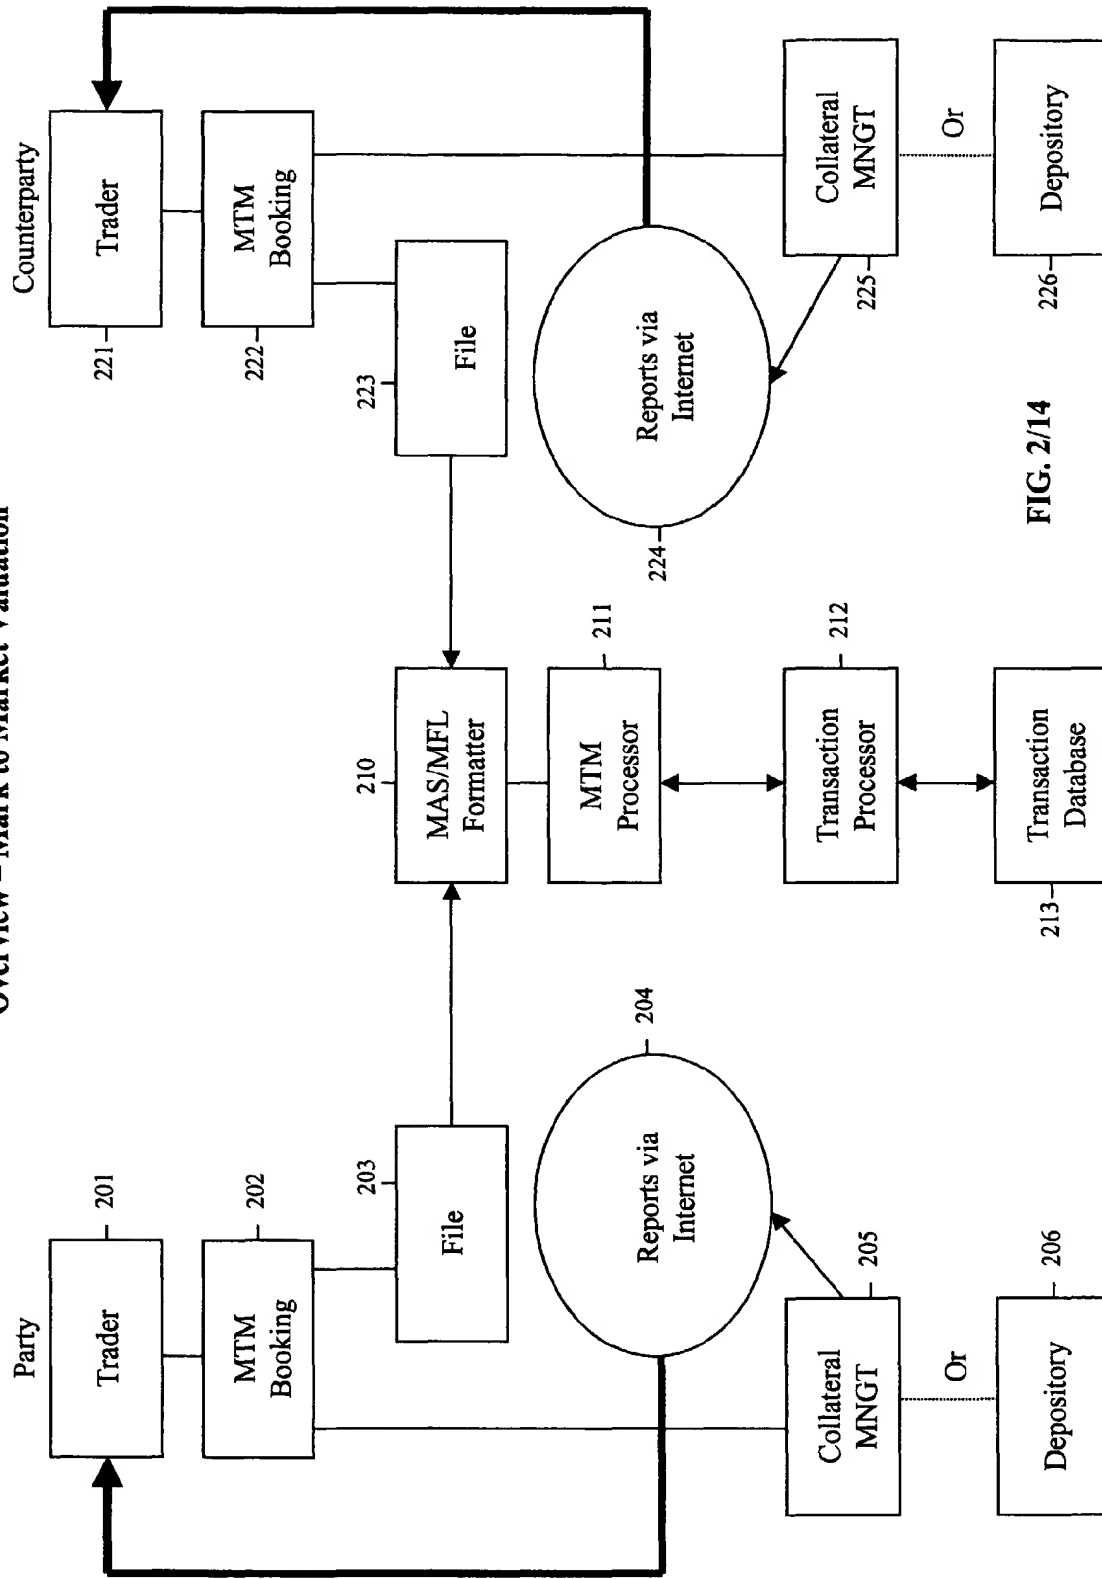 Overview – Mark to Market Valuation
Party
Counterparty
Trader
201
Trader
221
MTM
Booking
202
MTM
Booking
222
File
203
210
MAS/MFL
Formatter
File
223
Reports via
Internet
204
MTM
Processor
211
Reports via
Internet
224
Collateral
MNGT
205
Transaction
Processor
212
Collateral
MNGT
225
Or
Or
Depository
206
Transaction
Database
213
Depository
226
FIG. 2/14